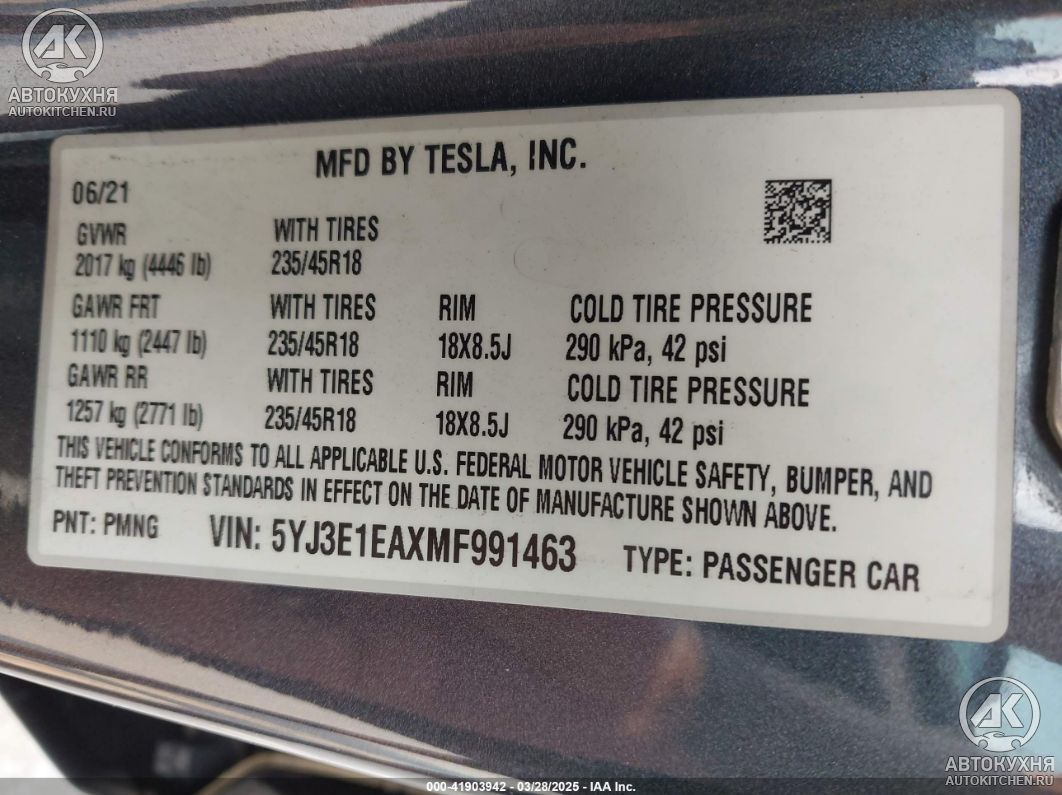 AK
АВТОКУХНЯ
AUTOKITCHEN.RU
MFD BY TESLA, INC.
06/21
GVWR WITH TIRES
2017 kg (4446 lb) 235/45R18
GAWR FRT WITH TIRES RIM COLD TIRE PRESSURE
1110 kg (2447 lb) 235/45R18 18X8.5J 290 kPa, 42 psi
GAWR RR WITH TIRES RIM COLD TIRE PRESSURE
1257 kg (2771 lb) 235/45R18 18X8.5J 290 kPa, 42 psi
THIS VEHICLE CONFORMS TO ALL APPLICABLE U.S. FEDERAL MOTOR VEHICLE SAFETY, BUMPER, AND
THEFT PREVENTION STANDARDS IN EFFECT ON THE DATE OF MANUFACTURE SHOWN ABOVE.
PNT: PMNG VIN: 5YJ3E1EAXMF991463 TYPE: PASSENGER CAR
AK
АВТОКУХНЯ
AUTOKITCHEN.RU
000-41903942 - 03/28/2025 - IAA Inc.